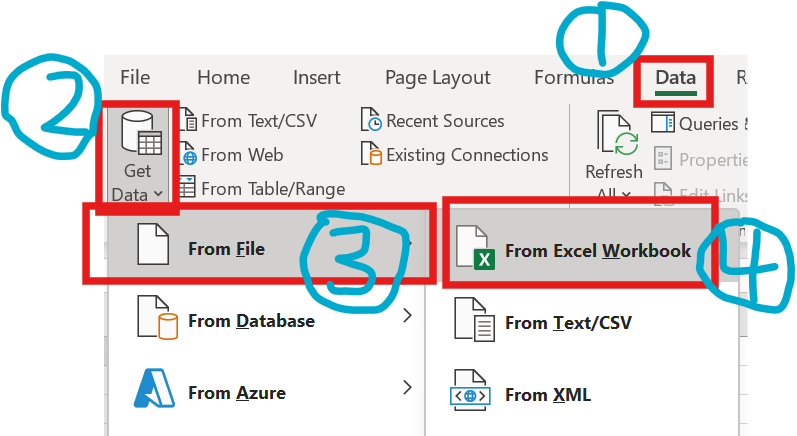 1
File Home Insert Page Layout Formulas Data R
2
From Text/CSV Recent Sources Queries &
From Web Existing Connections
Get Refresh Propertie
Data All Edit Links
From Table/Range
From File 3 From Excel Workbook 4
From Database From Text/CSV
From Azure From XML